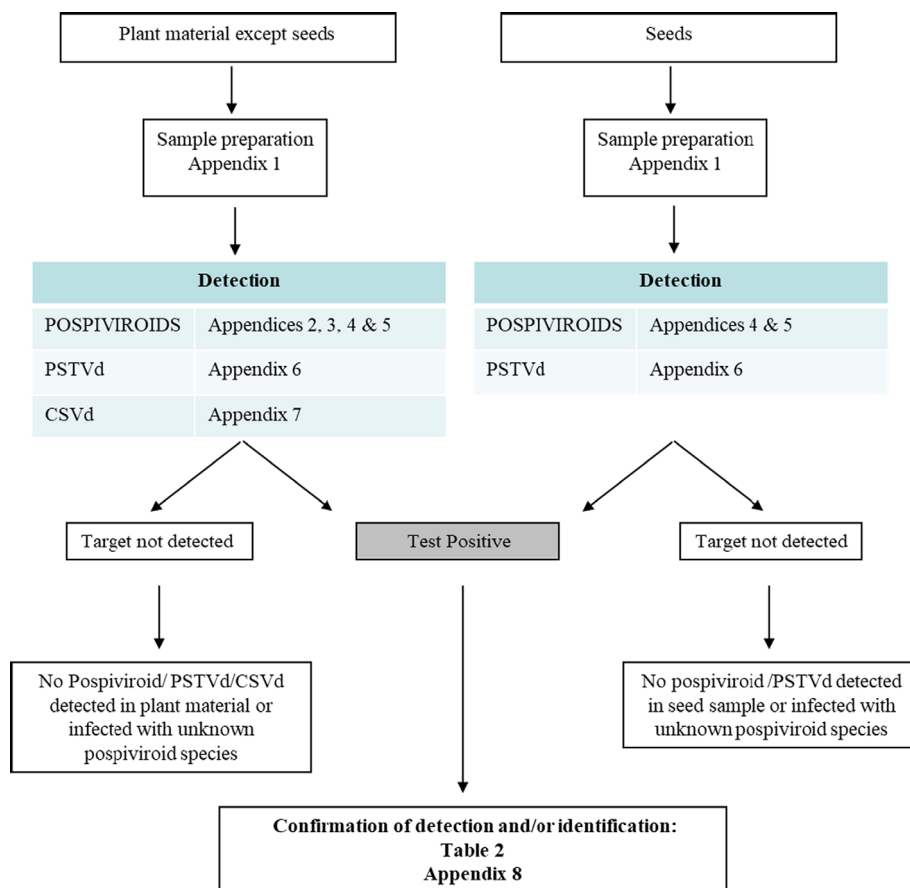 Plant material except seeds
Seeds
Sample preparation
Appendix 1
Sample preparation
Appendix 1
Detection
POSPIVIROIDS Appendices 2, 3, 4 & 5
PSTVd Appendix 6
CSVd Appendix 7
Detection
POSPIVIROIDS Appendices 4 & 5
PSTVd Appendix 6
Target not detected
Test Positive
Target not detected
No Pospiviroid/ PSTVd/CSVd
detected in plant material or
infected with unknown
pospiviroid species
No pospiviroid /PSTVd detected
in seed sample or infected with
unknown pospiviroid species
Confirmation of detection and/or identification:
Table 2
Appendix 8